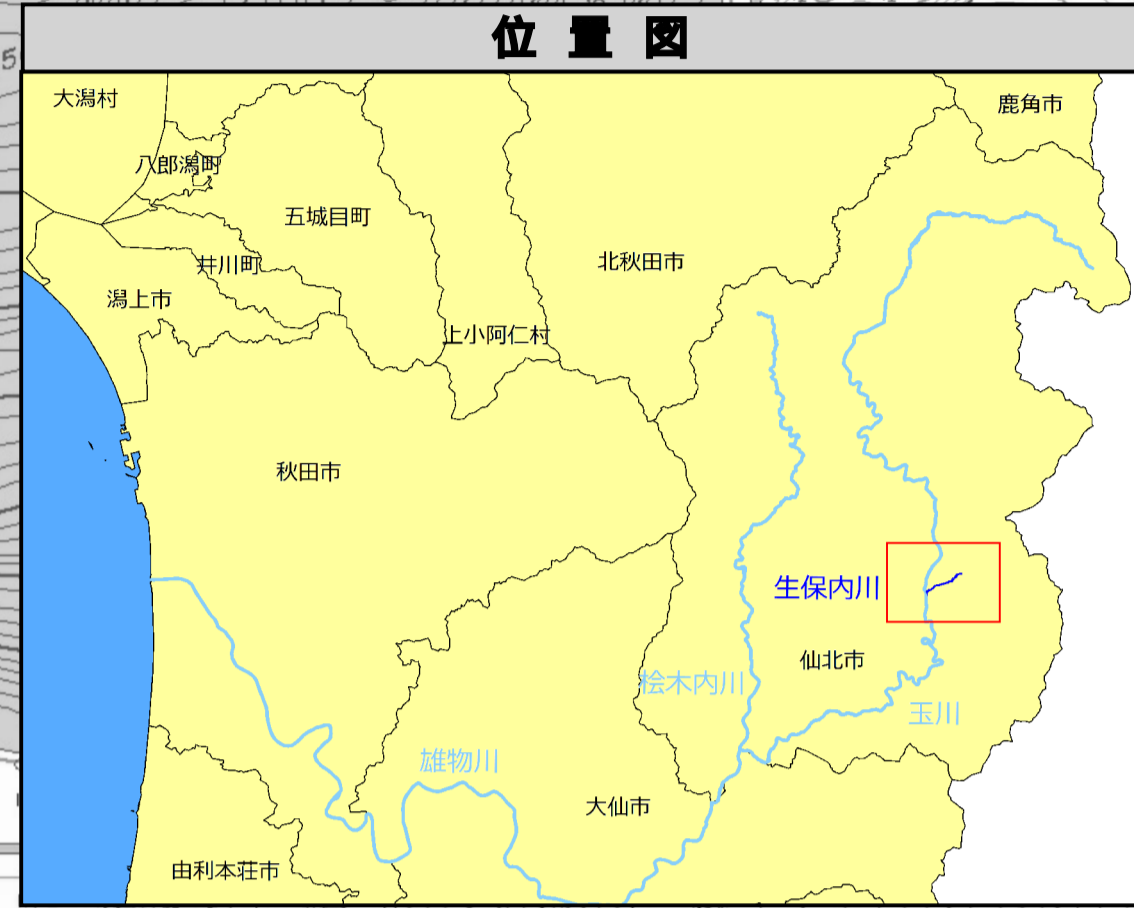 位置図
5
大潟村
鹿角市
八郎潟町
五城目町
井川町
北秋田市
潟上市
上小阿仁村
秋田市
生保内川
仙北市
桧木内川
玉川
雄物川
大仙市
由利本荘市